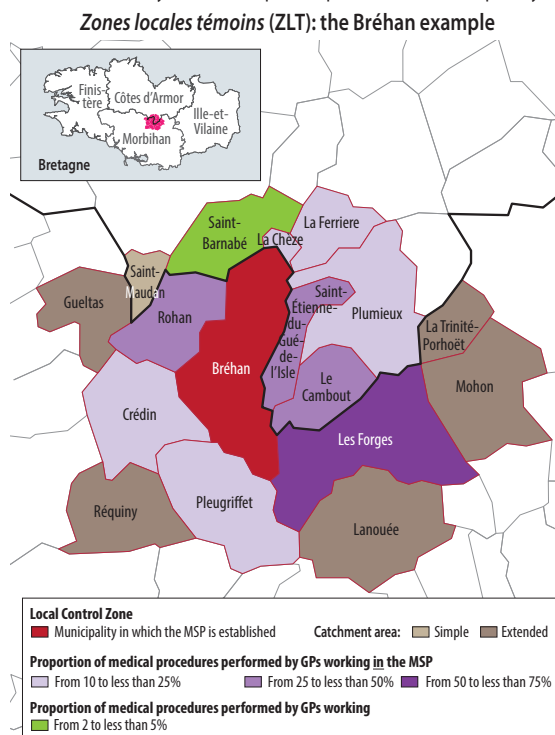 Zones locales témoins (ZLT): the Bréhan example
Finis-
tère
Côtes d'Armor
Ille-et-
Vilaine
Morbihan
Bretagne
La Ferriere
Saint-
Barnabé
La Chèze
Saint-
Maudan
Gueltas
Rohan
Saint-
Étienne-
du-
Gué-
de-
l'Isle
Plumieux
La Trinité-
Porhoët
Bréhan
Le
Cambout
Mohon
Crédin
Les Forges
Réquiny
Pleugriffet
Lanouée
Local Control Zone
Municipality in which the MSP is established
Catchment area: Simple Extended
Proportion of medical procedures performed by GPs working in the MSP
From 10 to less than 25% From 25 to less than 50% From 50 to less than 75%
Proportion of medical procedures performed by GPs working
From 2 to less than 5%